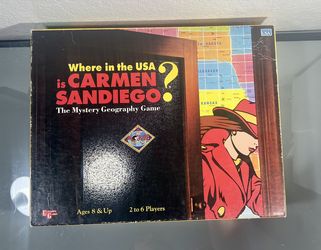 Where in the USA
is CARMEN
SANDIEGO?
The Mystery Geography Game
Ages 8 & Up
2 to 6 Players